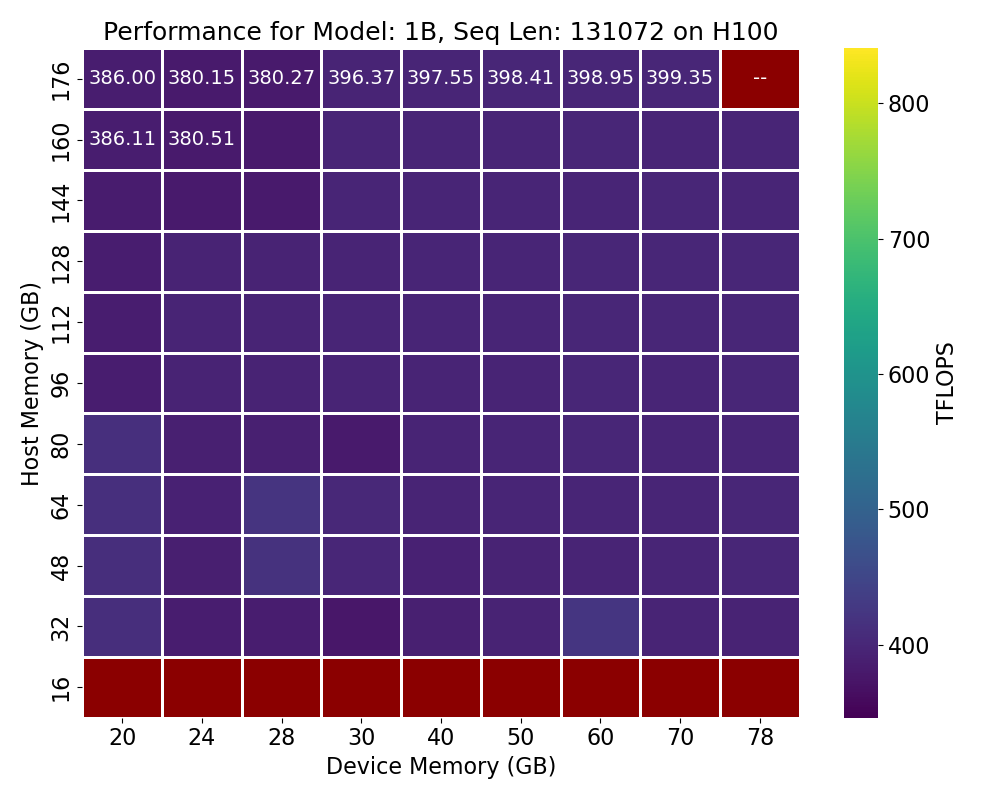 Performance for Model: 1B, Seq Len: 131072 on H100
176 386.00 380.15 380.27 396.37 397.55 398.41 398.95 399.35 --
160 386.11 380.51
144
128
112
96
80
64
48
32
16
20 24 28 30 40 50 60 70 78
Device Memory (GB)
Host Memory (GB)
800
700
600
500
400
TFLOPS